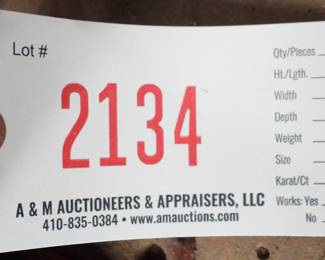 Lot #
2134
A & M AUCTIONEERS & APPRAISERS, LLC
410-835-0384 • www.amauctions.com
Qty/Pieces
Ht./Lgth.
Width
Depth
Weight
Size
Karat/Ct
Works: Yes
No